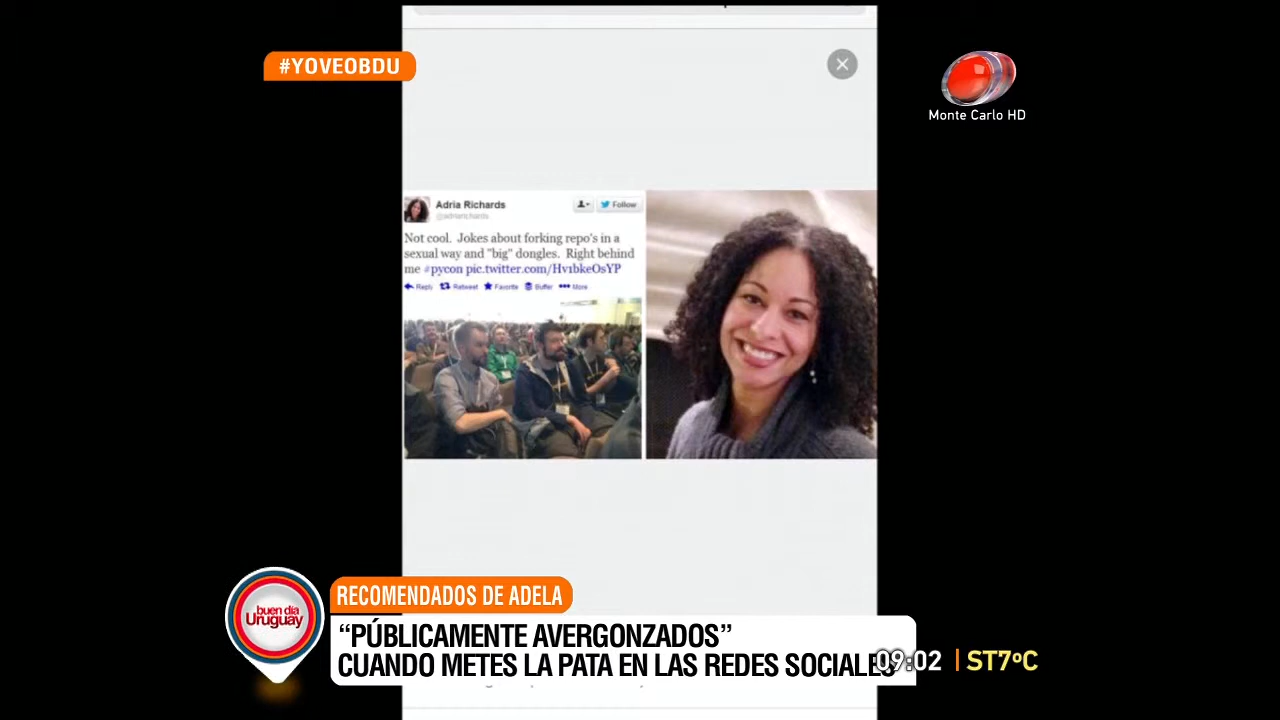 #YOVEOBDU
Monte Carlo HD
Adria Richards
@adriarichards
Follow
Not cool. Jokes about forking repo's in a
sexual way and "big" dongles. Right behind
me #pycon pic.twitter.com/Hv1bkeOsYP
Reply Retweet Favorite Buffer More
RECOMENDADOS DE ADELA
buen día
Uruguay
“PÚBLICAMENTE AVERGONZADOS”
CUANDO METES LA PATA EN LAS REDES SOCIALES
09:02 ST7ºC